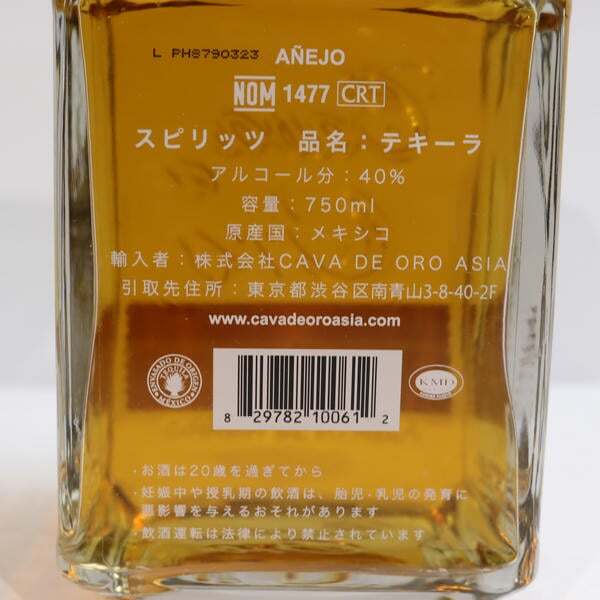 L PH8790323 AÑEJO
NOM 1477 CRT
スピリッツ 品名：テキーラ
アルコール分：40%
容量：750ml
原産国：メキシコ
輸入者：株式会社CAVA DE ORO ASIA
引取先住所：東京都渋谷区南青山3-8-40-2F
www.cavadeoroasia.com
ENVASADO DE ORIGEN
TEQUILA
MÉXICO
KMD
8 29782 10061 2
・お酒は20歳を過ぎてから
・妊娠中や授乳期の飲酒は、胎児・乳児の発育に
悪影響を与えるおそれがあります
・飲酒運転は法律により禁止されています